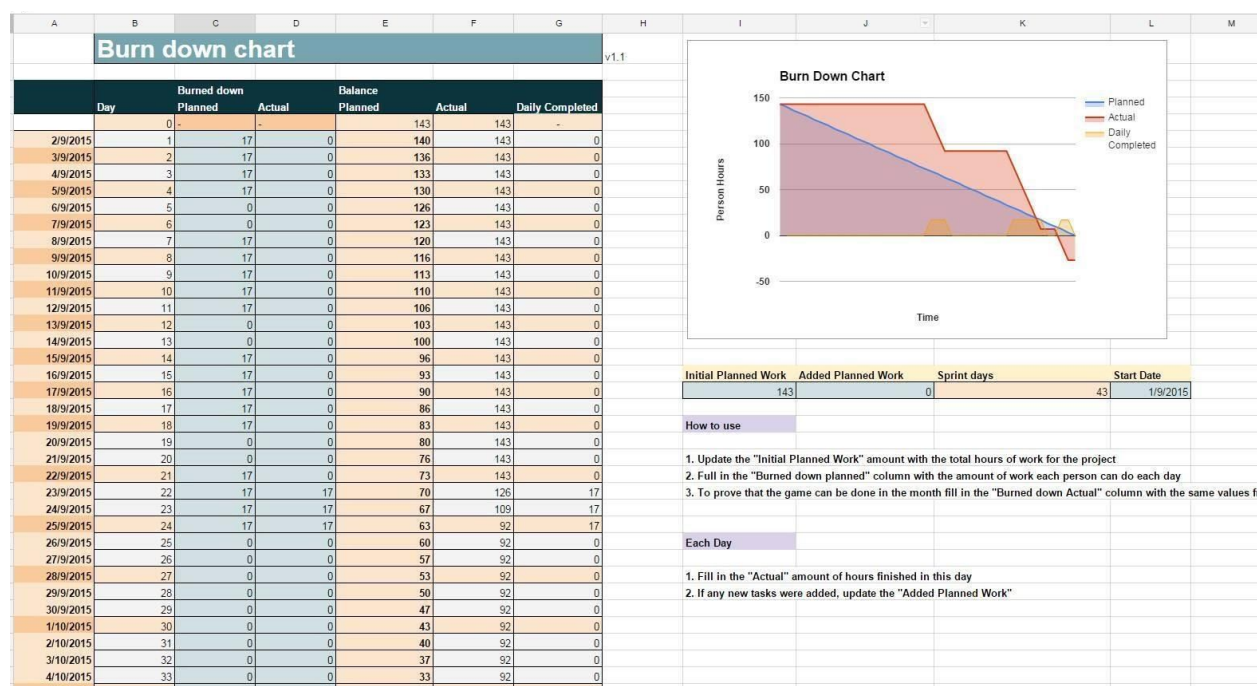 A B C D E F G H I J K L M
Burn down chart
v1.1
Burned down Balance
Day Planned Actual Planned Actual Daily Completed
0 - - 143 143 -
2/9/2015 1 17 0 140 143 0
3/9/2015 2 17 0 136 143 0
4/9/2015 3 17 0 133 143 0
5/9/2015 4 17 0 130 143 0
6/9/2015 5 0 0 126 143 0
7/9/2015 6 0 0 123 143 0
8/9/2015 7 17 0 120 143 0
9/9/2015 8 17 0 116 143 0
10/9/2015 9 17 0 113 143 0
11/9/2015 10 17 0 110 143 0
12/9/2015 11 17 0 106 143 0
13/9/2015 12 0 0 103 143 0
14/9/2015 13 0 0 100 143 0
15/9/2015 14 17 0 96 143 0
16/9/2015 15 17 0 93 143 0
17/9/2015 16 17 0 90 143 0
18/9/2015 17 17 0 86 143 0
19/9/2015 18 17 0 83 143 0
20/9/2015 19 0 0 80 143 0
21/9/2015 20 0 0 76 143 0
22/9/2015 21 17 0 73 143 0
23/9/2015 22 17 17 70 126 17
24/9/2015 23 17 17 67 109 17
25/9/2015 24 17 17 63 92 17
26/9/2015 25 0 0 60 92 0
27/9/2015 26 0 0 57 92 0
28/9/2015 27 0 0 53 92 0
29/9/2015 28 0 0 50 92 0
30/9/2015 29 0 0 47 92 0
1/10/2015 30 0 0 43 92 0
2/10/2015 31 0 0 40 92 0
3/10/2015 32 0 0 37 92 0
4/10/2015 33 0 0 33 92 0
Burn Down Chart
150
100
50
0
-50
Person Hours
Time
Planned
Actual
Daily
Completed
Initial Planned Work Added Planned Work Sprint days Start Date
143 0 43 1/9/2015
How to use
1. Update the "Initial Planned Work" amount with the total hours of work for the project
2. Full in the "Burned down planned" column with the amount of work each person can do each day
3. To prove that the game can be done in the month fill in the "Burned down Actual" column with the same values
Each Day
1. Fill in the "Actual" amount of hours finished in this day
2. If any new tasks were added, update the "Added Planned Work"